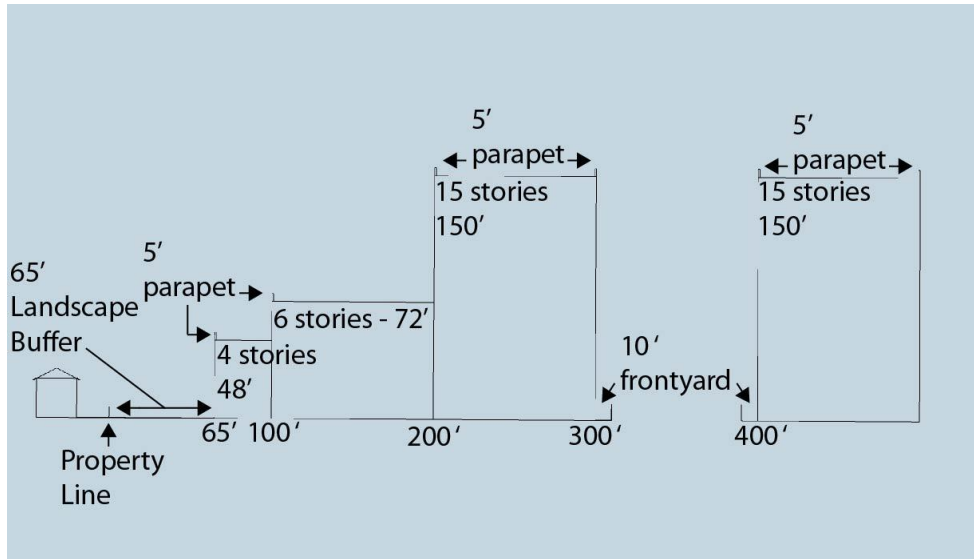 5'
parapet
15 stories
150'
5'
parapet
15 stories
150'
65'
Landscape
Buffer
5'
parapet
6 stories - 72'
4 stories
48'
10 '
frontyard
65' 100' 200' 300' 400'
Property
Line